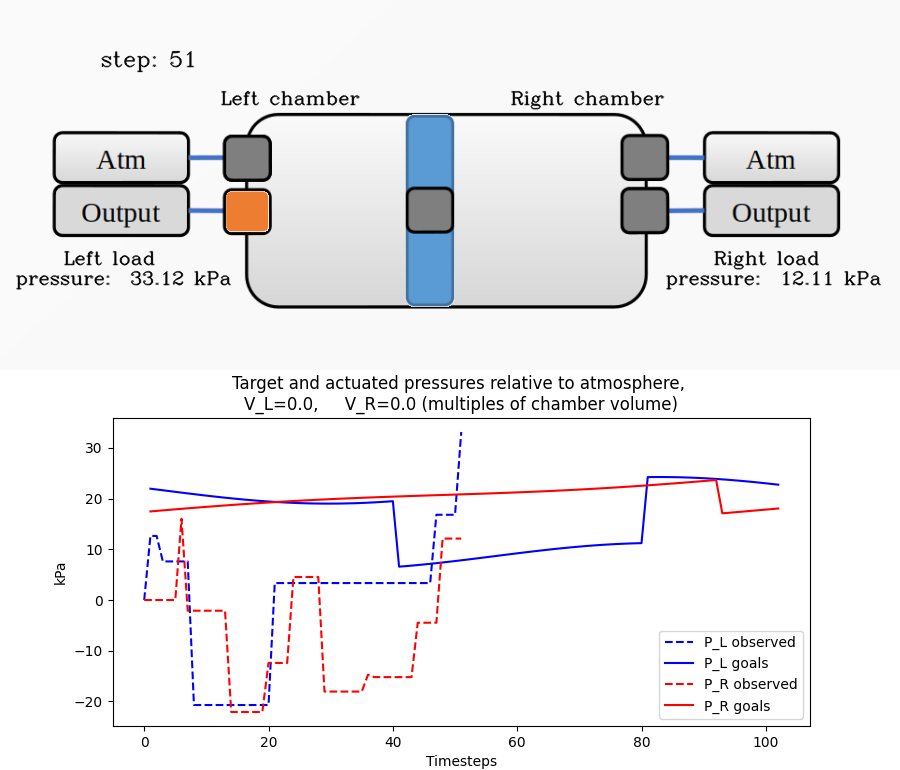 step: 51
Left chamber
Right chamber
Atm
Atm
Output
Output
Left load
pressure: 33.12 kPa
Right load
pressure: 12.11 kPa
Target and actuated pressures relative to atmosphere,
V_L=0.0, V_R=0.0 (multiples of chamber volume)
kPa
30
20
10
0
−10
−20
P_L observed
P_L goals
P_R observed
P_R goals
0
20
40
60
80
100
Timesteps